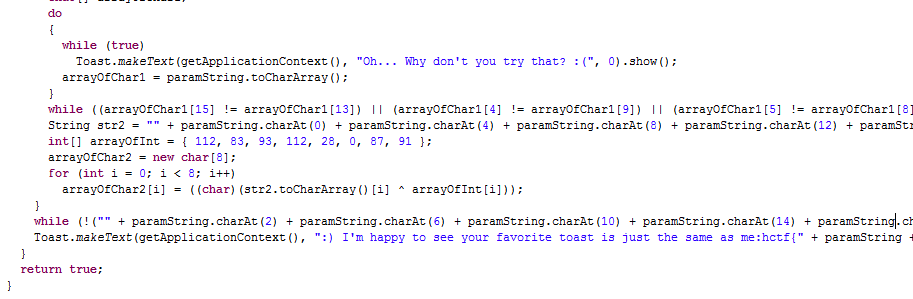 do
{
while (true)
Toast.makeText(getApplicationContext(), "Oh... Why don't you try that? :(", 0).show();
arrayOfChar1 = paramString.toCharArray();
}
while ((arrayOfChar1[15] != arrayOfChar1[13]) || (arrayOfChar1[4] != arrayOfChar1[9]) || (arrayOfChar1[5] != arrayOfChar1[8]
String str2 = "" + paramString.charAt(0) + paramString.charAt(4) + paramString.charAt(8) + paramString.charAt(12) + paramStr
int[] arrayOfInt = { 112, 83, 93, 112, 28, 0, 87, 91 };
arrayOfChar2 = new char[8];
for (int i = 0; i < 8; i++)
arrayOfChar2[i] = ((char)(str2.toCharArray()[i] ^ arrayOfInt[i]));
}
while (!("" + paramString.charAt(2) + paramString.charAt(6) + paramString.charAt(10) + paramString.charAt(14) + paramString.ch
Toast.makeText(getApplicationContext(), ":) I'm happy to see your favorite toast is just the same as me:hctf{" + paramString +
}
return true;
}